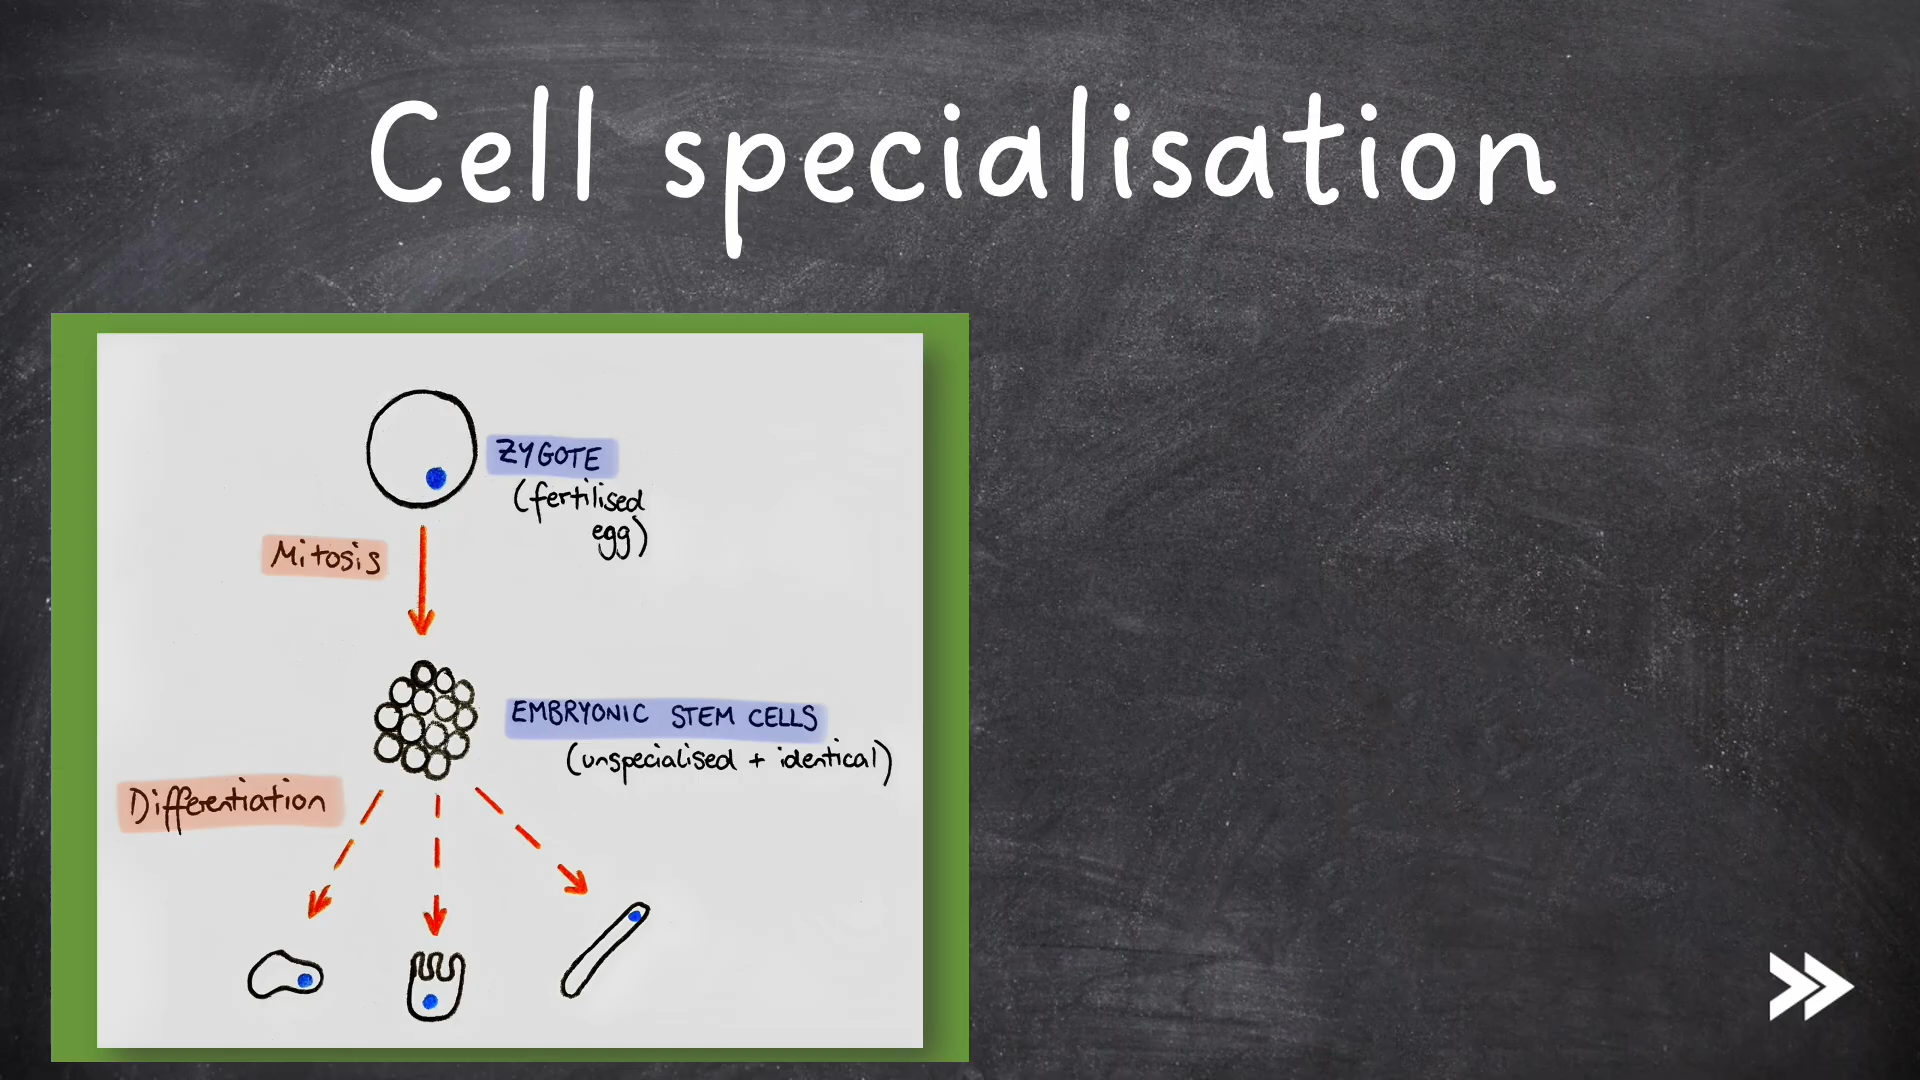 Cell specialisation
ZYGOTE
(fertilised
egg)
Mitosis
EMBRYONIC STEM CELLS
(unspecialised + identical)
Differentiation